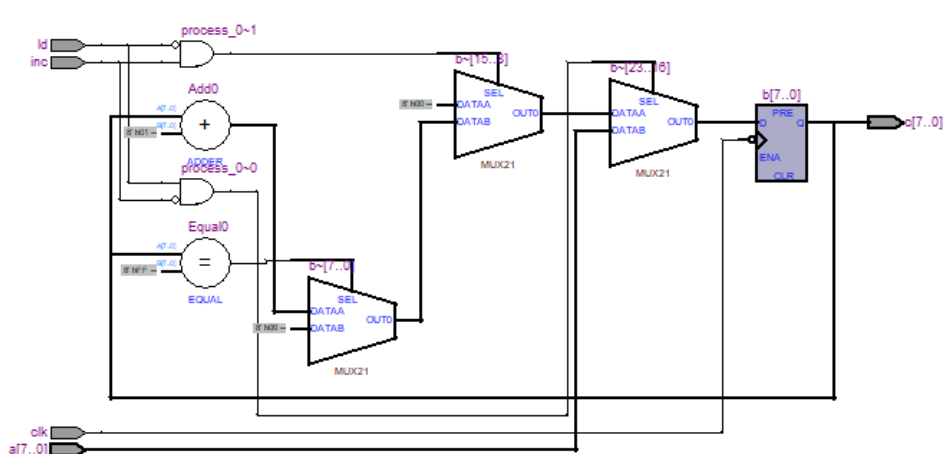 process_0~1
ld
inc
b~[15..8]
b~[23..16]
SEL
SEL
Add0
b[7..0]
A[7..0]
8' h00
DATAA
DATAB
OUT0
DATAA
DATAB
OUT0
PRE
D
Q
c[7..0]
+
8' h01
B[7..0]
ENA
CLR
ADDER
process_0~0
MUX21
MUX21
Equal0
A[7..0]
=
b~[7..0]
8' hFF
B[7..0]
SEL
EQUAL
DATAA
8' h00
DATAB
OUT0
MUX21
clk
a[7..0]